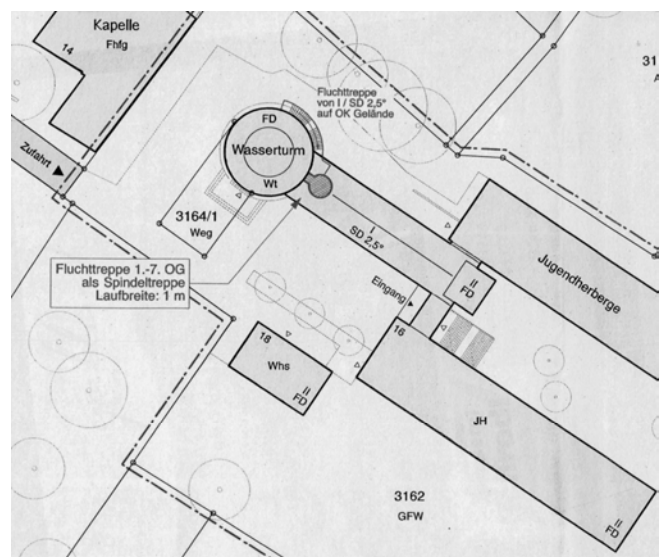 Kapelle
Fhfg
14
Zufahrt
Fluchttreppe
von I / SD 2,5°
auf OK Gelände
31
FD
Wasserturm
Wt
3164/1
Weg
I
SD 2,5°
Jugendherberge
II
FD
Eingang
Fluchttreppe 1.-7. OG
als Spindeltreppe
Laufbreite: 1 m
16
18
Whs
II
FD
JH
II
FD
3162
GFW